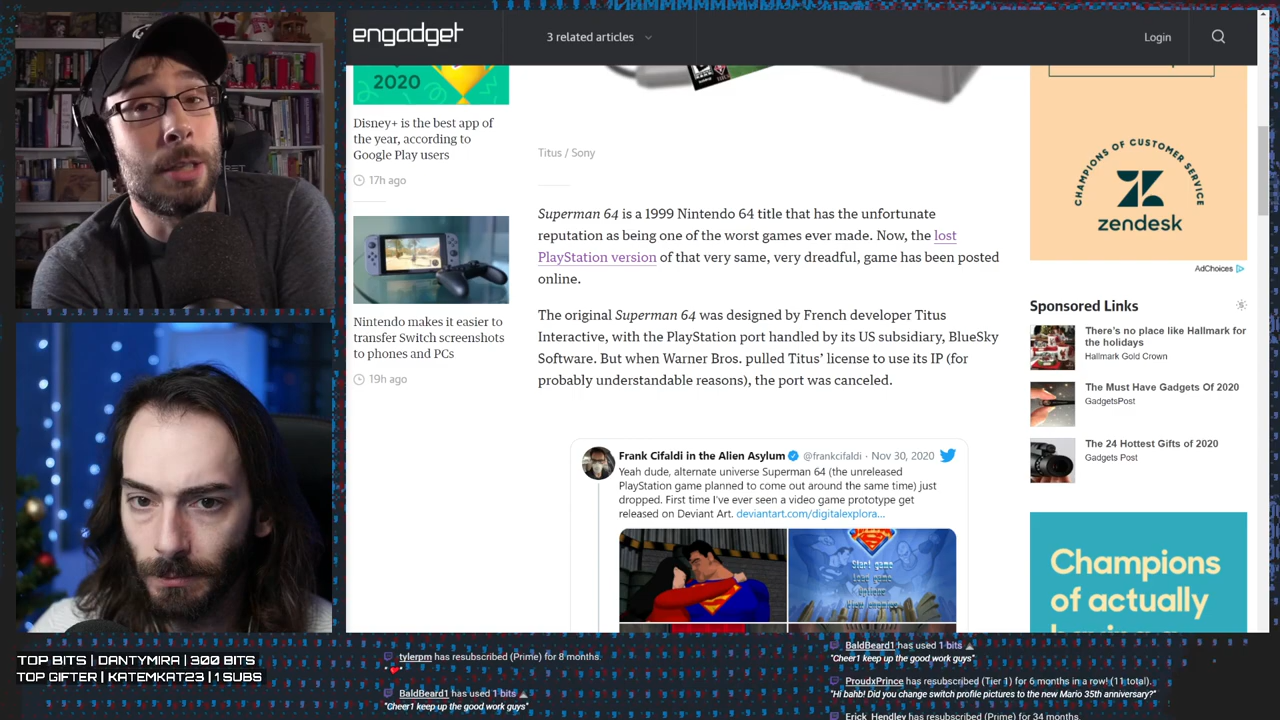 engadget
3 related articles
Login
2020
Disney+ is the best app of
the year, according to
Google Play users
17h ago
Nintendo makes it easier to
transfer Switch screenshots
to phones and PCs
19h ago
Titus / Sony
Superman 64 is a 1999 Nintendo 64 title that has the unfortunate
reputation as being one of the worst games ever made. Now, the lost
PlayStation version of that very same, very dreadful, game has been posted
online.
The original Superman 64 was designed by French developer Titus
Interactive, with the PlayStation port handled by its US subsidiary, BlueSky
Software. But when Warner Bros. pulled Titus’ license to use its IP (for
probably understandable reasons), the port was canceled.
Frank Cifaldi in the Alien Asylum @frankcifaldi · Nov 30, 2020
Yeah dude, alternate universe Superman 64 (the unreleased
PlayStation game planned to come out around the same time) just
dropped. First time I've ever seen a video game prototype get
released on Deviant Art. deviantart.com/digitalexplora...
Start game
Load game
Options
CHAMPIONS OF CUSTOMER SERVICE
zendesk
AdChoices
Sponsored Links
There's no place like Hallmark for
the holidays
Hallmark Gold Crown
The Must Have Gadgets Of 2020
GadgetsPost
The 24 Hottest Gifts of 2020
Gadgets Post
Champions
of actually
TOP BITS | DANTYMIRA | 300 BITS
TOP GIFTER | KATEMKAT23 | 1 SUBS
tylerpm has resubscribed (Prime) for 8 months.
BaldBeard1 has used 1 bits
"Cheer1 keep up the good work guys"
BaldBeard1 has used 1 bits
"Cheer1 keep up the good work guys"
ProudxPrince has resubscribed (Tier 1) for 6 months in a row! (11 total).
"Hi bahb! Did you change switch profile pictures to the new Mario 35th anniversary?"
Erick_Hendley has resubscribed (Prime) for 34 months.